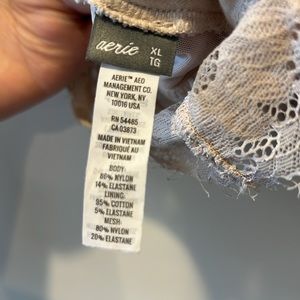 aerie
XL
TG
AERIE™ AEO
MANAGEMENT CO.
NEW YORK, NY
10016 USA
RN 54485
CA 03873
MADE IN VIETNAM
FABRIQUÉ AU
VIETNAM
BODY:
86% NYLON
14% ELASTANE
LINING:
95% COTTON
5% ELASTANE
MESH:
80% NYLON
20% ELASTANE